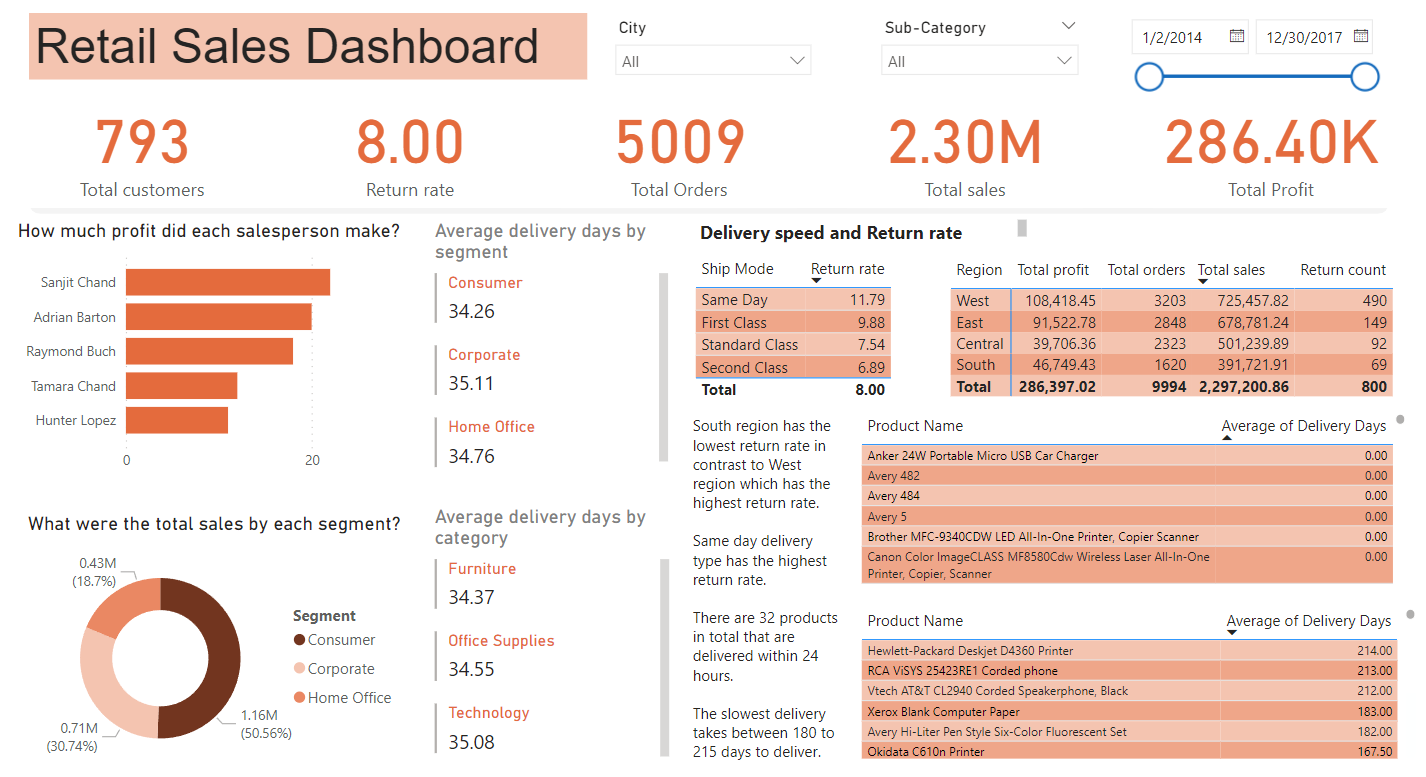 Retail Sales Dashboard
City
All
Sub-Category
All
1/2/2014
12/30/2017
793
Total customers
8.00
Return rate
5009
Total Orders
2.30M
Total sales
286.40K
Total Profit
How much profit did each salesperson make?
Sanjit Chand
Adrian Barton
Raymond Buch
Tamara Chand
Hunter Lopez
0 20
What were the total sales by each segment?
0.43M
(18.7%)
0.71M
(30.74%)
1.16M
(50.56%)
Segment
Consumer
Corporate
Home Office
Average delivery days by
segment
Consumer
34.26
Corporate
35.11
Home Office
34.76
Average delivery days by
category
Furniture
34.37
Office Supplies
34.55
Technology
35.08
Delivery speed and Return rate
Ship Mode Return rate
Same Day 11.79
First Class 9.88
Standard Class 7.54
Second Class 6.89
Total 8.00
Region Total profit Total orders Total sales Return count
West 108,418.45 3203 725,457.82 490
East 91,522.78 2848 678,781.24 149
Central 39,706.36 2323 501,239.89 92
South 46,749.43 1620 391,721.91 69
Total 286,397.02 9994 2,297,200.86 800
South region has the
lowest return rate in
contrast to West
region which has the
highest return rate.
Same day delivery
type has the highest
return rate.
There are 32 products
in total that are
delivered within 24
hours.
The slowest delivery
takes between 180 to
215 days to deliver.
Product Name Average of Delivery Days
Anker 24W Portable Micro USB Car Charger 0.00
Avery 482 0.00
Avery 484 0.00
Avery 5 0.00
Brother MFC-9340CDW LED All-In-One Printer, Copier Scanner 0.00
Canon Color ImageCLASS MF8580Cdw Wireless Laser All-In-One 0.00
Printer, Copier, Scanner
Product Name Average of Delivery Days
Hewlett-Packard Deskjet D4360 Printer 214.00
RCA ViSYS 25423RE1 Corded phone 213.00
Vtech AT&T CL2940 Corded Speakerphone, Black 212.00
Xerox Blank Computer Paper 183.00
Avery Hi-Liter Pen Style Six-Color Fluorescent Set 182.00
Okidata C610n Printer 167.50